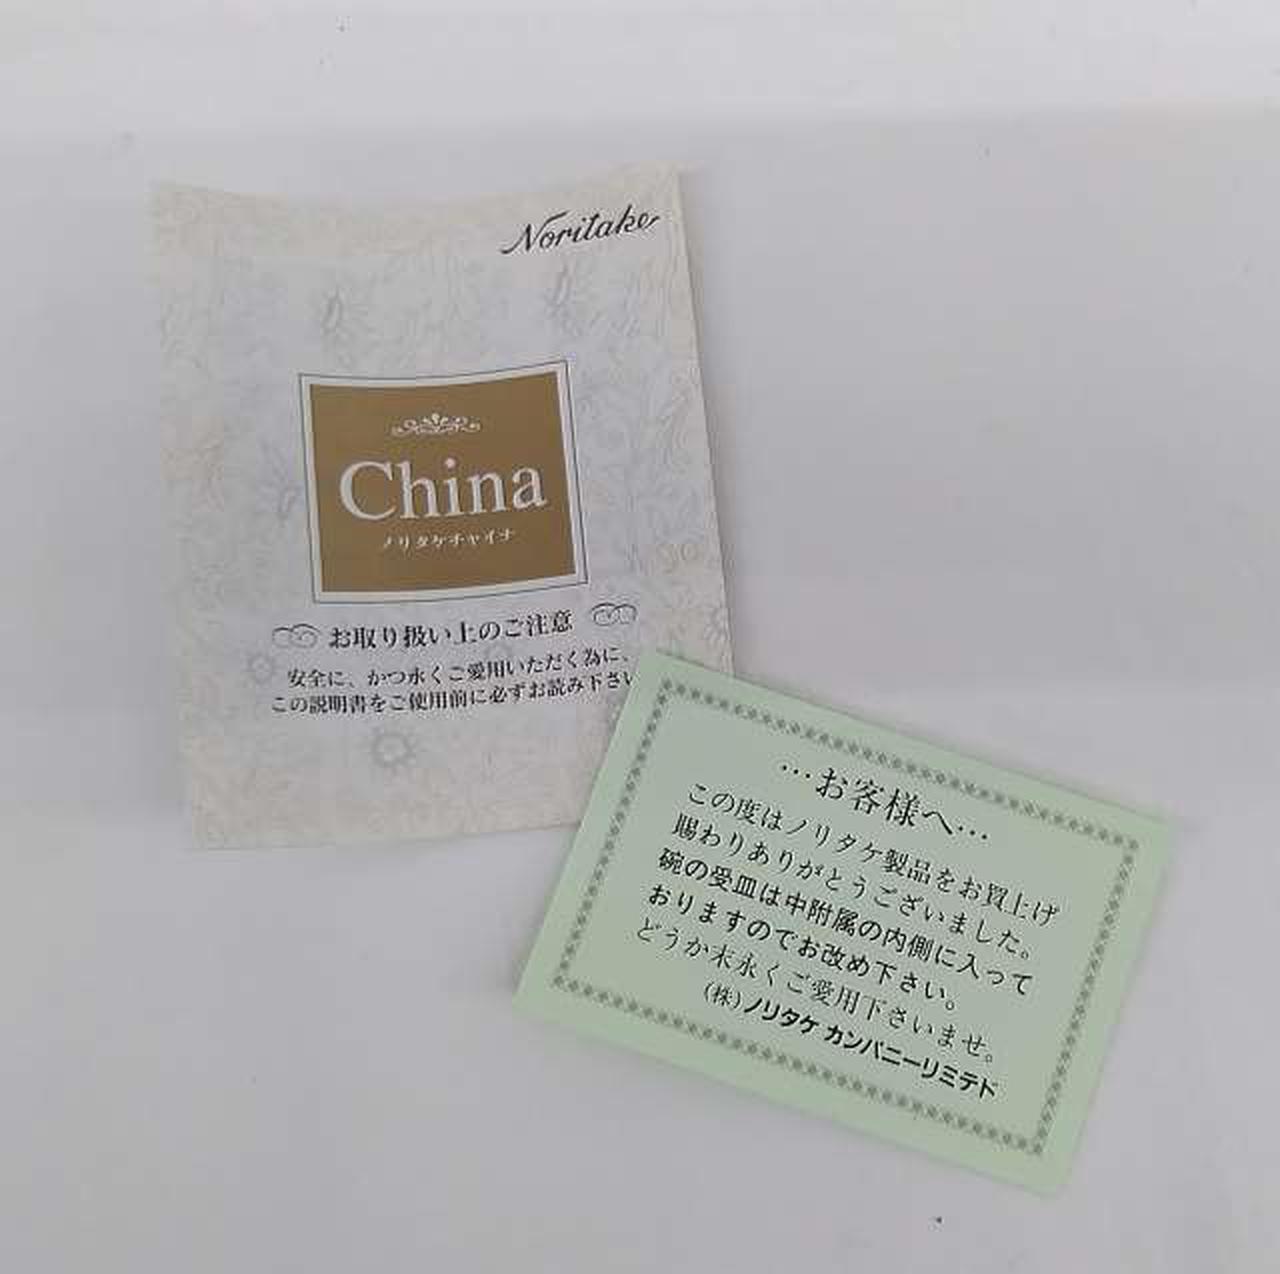 Noritake
China
ノリタケチャイナ
お取り扱い上のご注意
安全に、かつ永くご愛用いただく為に、
この説明書をご使用前に必ずお読み下さい
…お客様へ…
この度はノリタケ製品をお買上げ
賜わりありがとうございました。
碗の受皿は中附属の内側に入って
おりますのでお改め下さい。
どうか末永くご愛用下さいませ。
(株)ノリタケ カンパニーリミテド